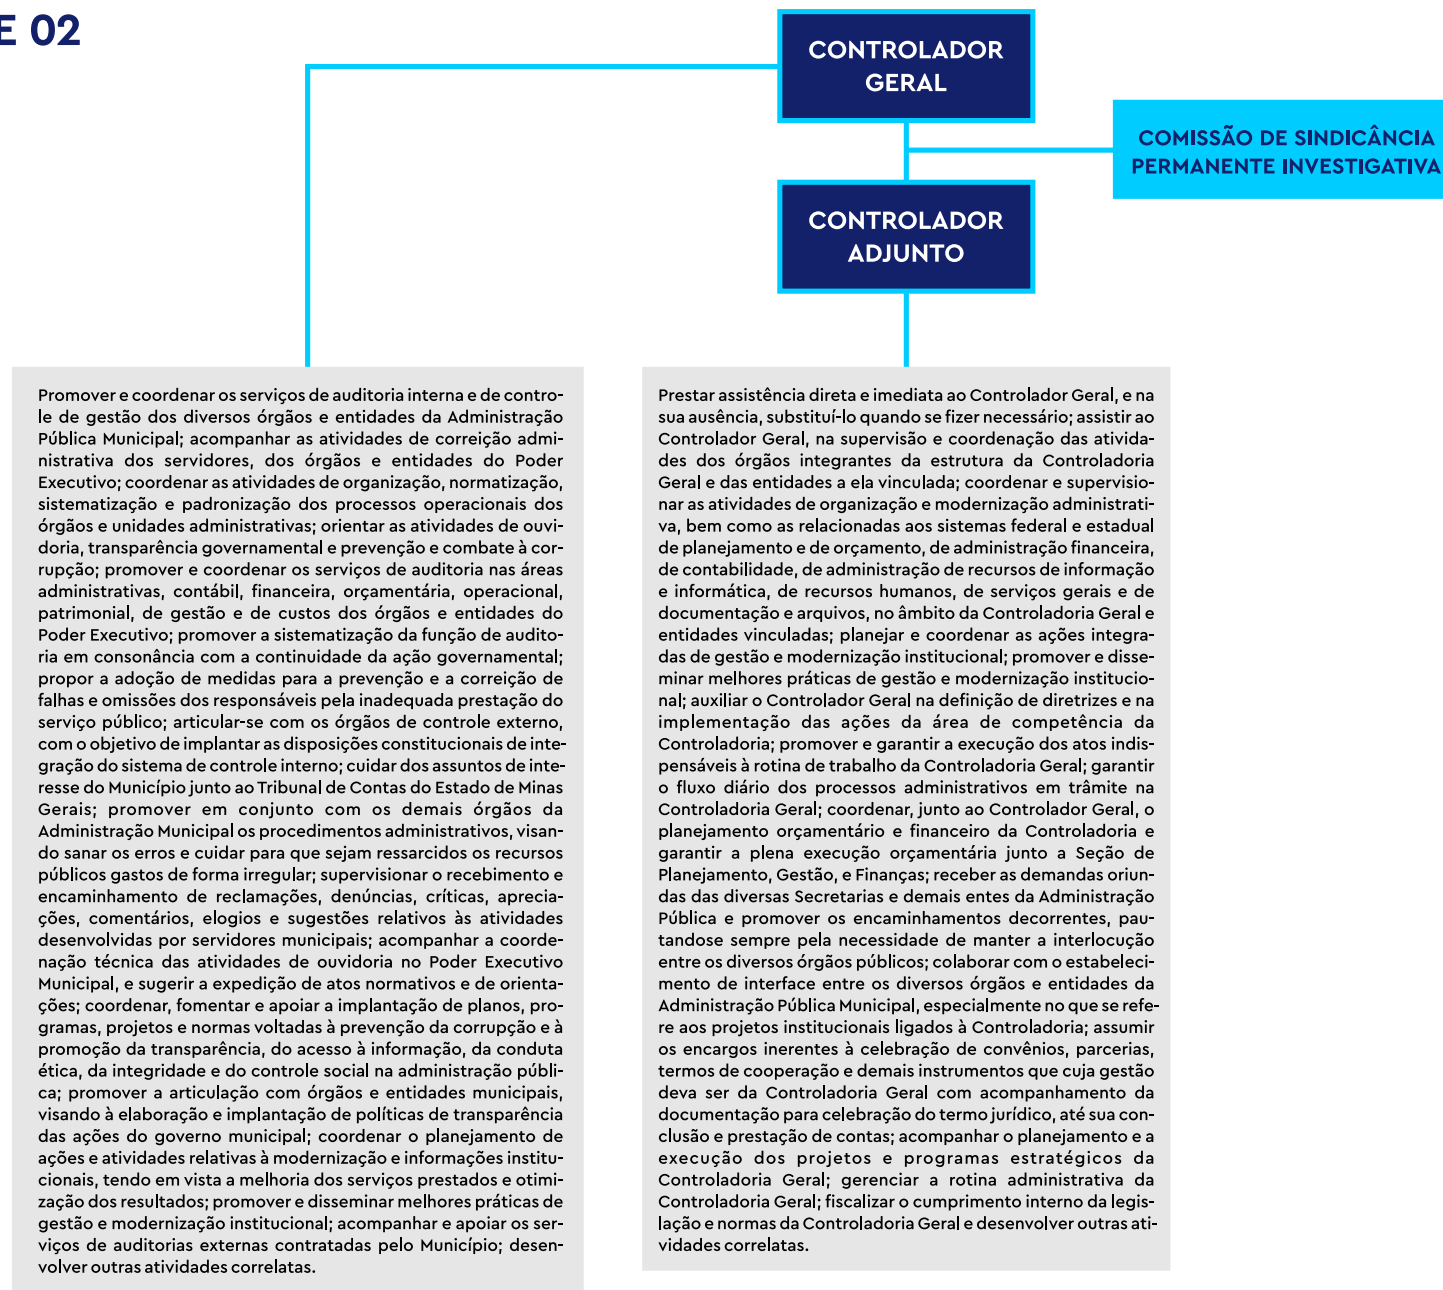 E 02
CONTROLADOR
GERAL
COMISSÃO DE SINDICÂNCIA
PERMANENTE INVESTIGATIVA
CONTROLADOR
ADJUNTO
Promover e coordenar os serviços de auditoria interna e de contro-
le de gestão dos diversos órgãos e entidades da Administração
Pública Municipal; acompanhar as atividades de correição admi-
nistrativa dos servidores, dos órgãos e entidades do Poder
Executivo; coordenar as atividades de organização, normatização,
sistematização e padronização dos processos operacionais dos
órgãos e unidades administrativas; orientar as atividades de ouvi-
doria, transparência governamental e prevenção e combate à cor-
rupção; promover e coordenar os serviços de auditoria nas áreas
administrativas, contábil, financeira, orçamentária, operacional,
patrimonial, de gestão e de custos dos órgãos e entidades do
Poder Executivo; promover a sistematização da função de audito-
ria em consonância com a continuidade da ação governamental;
propor a adoção de medidas para a prevenção e a correição de
falhas e omissões dos responsáveis pela inadequada prestação do
serviço público; articular-se com os órgãos de controle externo,
com o objetivo de implantar as disposições constitucionais de inte-
gração do sistema de controle interno; cuidar dos assuntos de inte-
resse do Município junto ao Tribunal de Contas do Estado de Minas
Gerais; promover em conjunto com os demais órgãos da
Administração Municipal os procedimentos administrativos, visan-
do sanar os erros e cuidar para que sejam ressarcidos os recursos
públicos gastos de forma irregular; supervisionar o recebimento e
encaminhamento de reclamações, denúncias, críticas, aprecia-
ções, comentários, elogios e sugestões relativos às atividades
desenvolvidas por servidores municipais; acompanhar a coorde-
nação técnica das atividades de ouvidoria no Poder Executivo
Municipal, e sugerir a expedição de atos normativos e de orienta-
ções; coordenar, fomentar e apoiar a implantação de planos, pro-
gramas, projetos e normas voltadas à prevenção da corrupção e à
promoção da transparência, do acesso à informação, da conduta
ética, da integridade e do controle social na administração públi-
ca; promover a articulação com órgãos e entidades municipais,
visando à elaboração e implantação de políticas de transparência
das ações do governo municipal; coordenar o planejamento de
ações e atividades relativas à modernização e informações institu-
cionais, tendo em vista a melhoria dos serviços prestados e otimi-
zação dos resultados; promover e disseminar melhores práticas de
gestão e modernização institucional; acompanhar e apoiar os ser-
viços de auditorias externas contratadas pelo Município; desen-
volver outras atividades correlatas.
Prestar assistência direta e imediata ao Controlador Geral, e na
sua ausência, substituí-lo quando se fizer necessário; assistir ao
Controlador Geral, na supervisão e coordenação das ativida-
des dos órgãos integrantes da estrutura da Controladoria
Geral e das entidades a ela vinculada; coordenar e supervisio-
nar as atividades de organização e modernização administrati-
va, bem como as relacionadas aos sistemas federal e estadual
de planejamento e de orçamento, de administração financeira,
de contabilidade, de administração de recursos de informação
e informática, de recursos humanos, de serviços gerais e de
documentação e arquivos, no âmbito da Controladoria Geral e
entidades vinculadas; planejar e coordenar as ações integra-
das de gestão e modernização institucional; promover e disse-
minar melhores práticas de gestão e modernização institucio-
nal; auxiliar o Controlador Geral na definição de diretrizes e na
implementação das ações da área de competência da
Controladoria; promover e garantir a execução dos atos indis-
pensáveis à rotina de trabalho da Controladoria Geral; garantir
o fluxo diário dos processos administrativos em trâmite na
Controladoria Geral; coordenar, junto ao Controlador Geral, o
planejamento orçamentário e financeiro da Controladoria e
garantir a plena execução orçamentária junto a Seção de
Planejamento, Gestão, e Finanças; receber as demandas oriun-
das das diversas Secretarias e demais entes da Administração
Pública e promover os encaminhamentos decorrentes, pau-
tandose sempre pela necessidade de manter a interlocução
entre os diversos órgãos públicos; colaborar com o estabeleci-
mento de interface entre os diversos órgãos e entidades da
Administração Pública Municipal, especialmente no que se refe-
re aos projetos institucionais ligados à Controladoria; assumir
os encargos inerentes à celebração de convênios, parcerias,
termos de cooperação e demais instrumentos que cuja gestão
deva ser da Controladoria Geral com acompanhamento da
documentação para celebração do termo jurídico, até sua con-
clusão e prestação de contas; acompanhar o planejamento e a
execução dos projetos e programas estratégicos da
Controladoria Geral; gerenciar a rotina administrativa da
Controladoria Geral; fiscalizar o cumprimento interno da legis-
lação e normas da Controladoria Geral e desenvolver outras ati-
vidades correlatas.